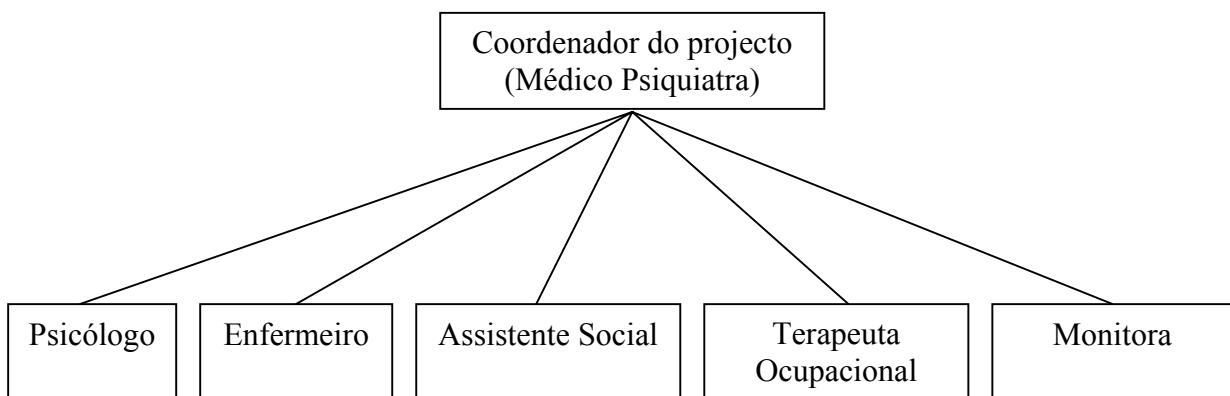 Coordenador do projecto
(Médico Psiquiatra)
Psicólogo
Enfermeiro
Assistente Social
Terapeuta
Ocupacional
Monitora